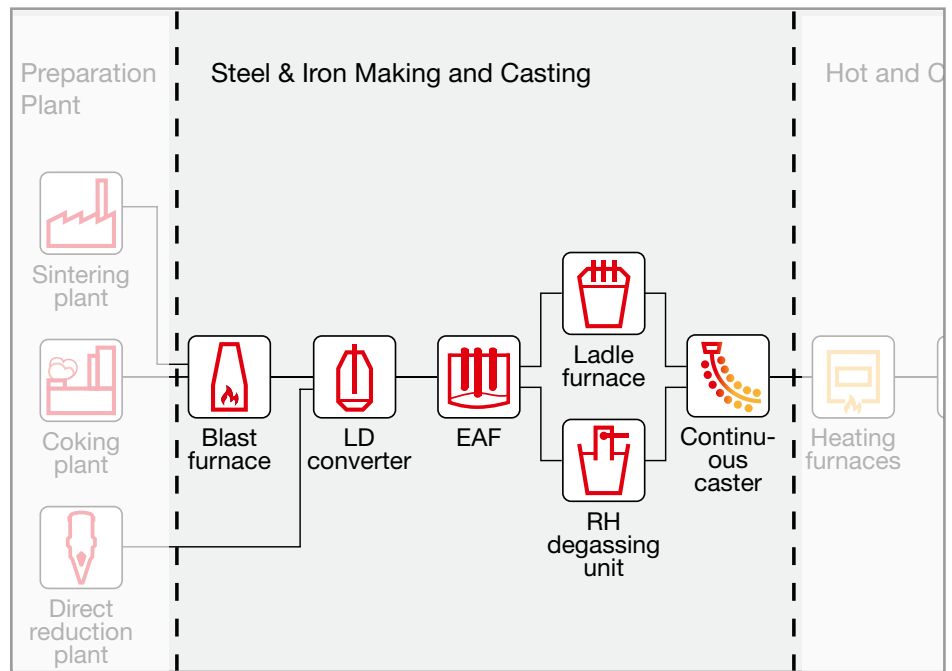 Preparation
Plant
Steel & Iron Making and Casting
Hot and C
Sintering
plant
Coking
plant
Direct
reduction
plant
Blast
furnace
LD
converter
EAF
Ladle
furnace
RH
degassing
unit
Continu-
ous
caster
Heating
furnaces